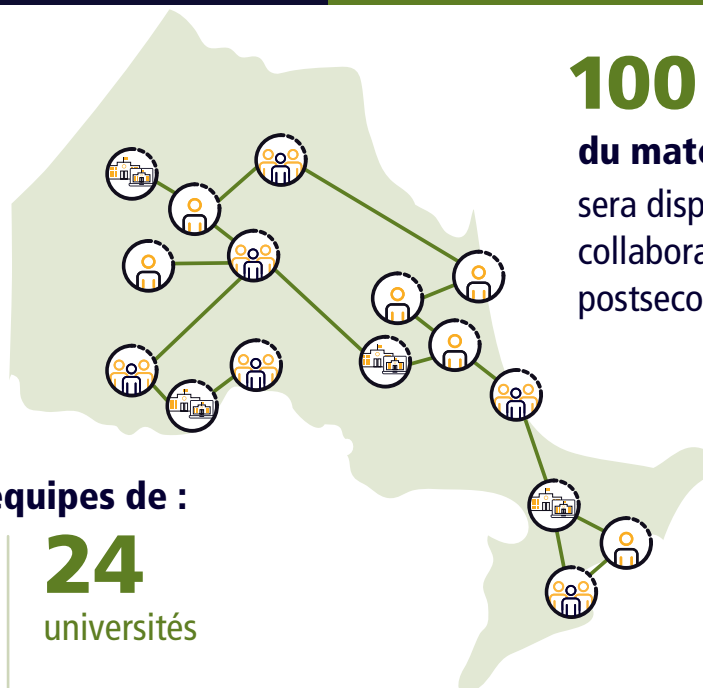 100
du mat
sera disp
collabora
postseco
équipes de :
24
universités